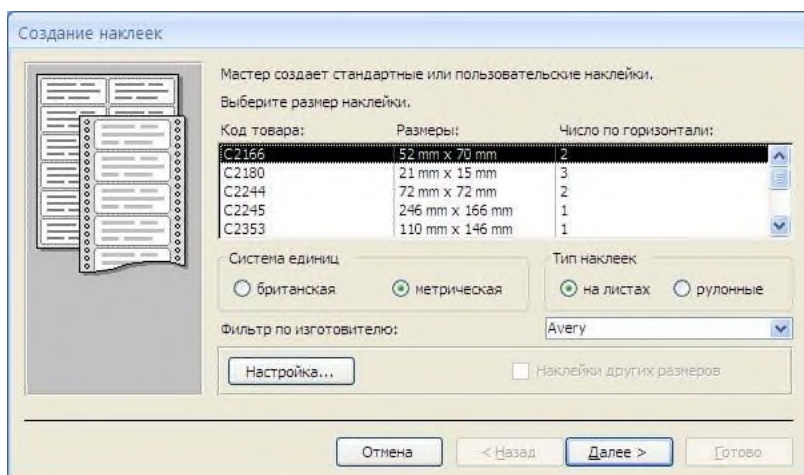 Создание наклеек
Мастер создает стандартные или пользовательские наклейки.
Выберите размер наклейки.
Код товара: Размеры: Число по горизонтали:
C2166 52 mm x 70 mm 2
C2180 21 mm x 15 mm 3
C2244 72 mm x 72 mm 2
C2245 246 mm x 166 mm 1
C2353 110 mm x 146 mm 1
Система единиц Тип наклеек
британская метрическая на листах рулонные
Фильтр по изготовителю: Avery
Настройка... Наклейки других размеров
Отмена < Назад Далее > Готово